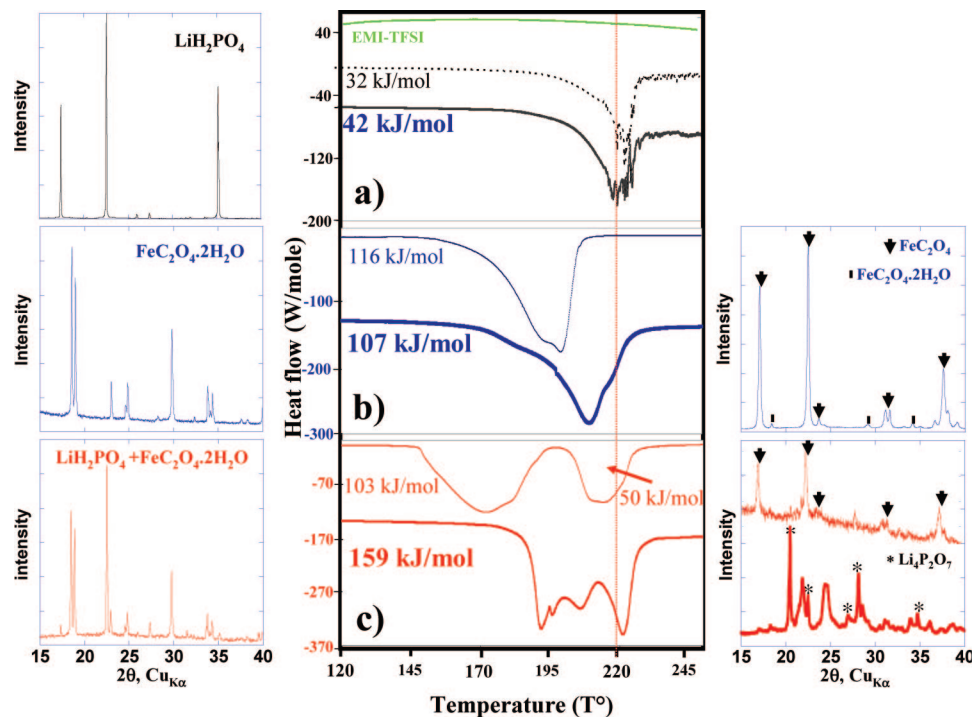 LiH2PO4
Intensity
FeC2O4.2H2O
Intensity
LiH2PO4 +FeC2O4.2H2O
intensity
15 20 25 30 35 40
2θ, CuKα
40
-40
-120
-200
EMI-TFSI
32 kJ/mol
42 kJ/mol
a)
Heat flow (W/mole)
-100
-200
-300
116 kJ/mol
107 kJ/mol
b)
-70
-170
-270
-370
103 kJ/mol
50 kJ/mol
159 kJ/mol
c)
120 145 170 195 220 245
Temperature (T°)
FeC2O4
FeC2O4.2H2O
Intensity
* Li4P2O7
* * * * *
Intensity
15 20 25 30 35 40
2θ, CuKα